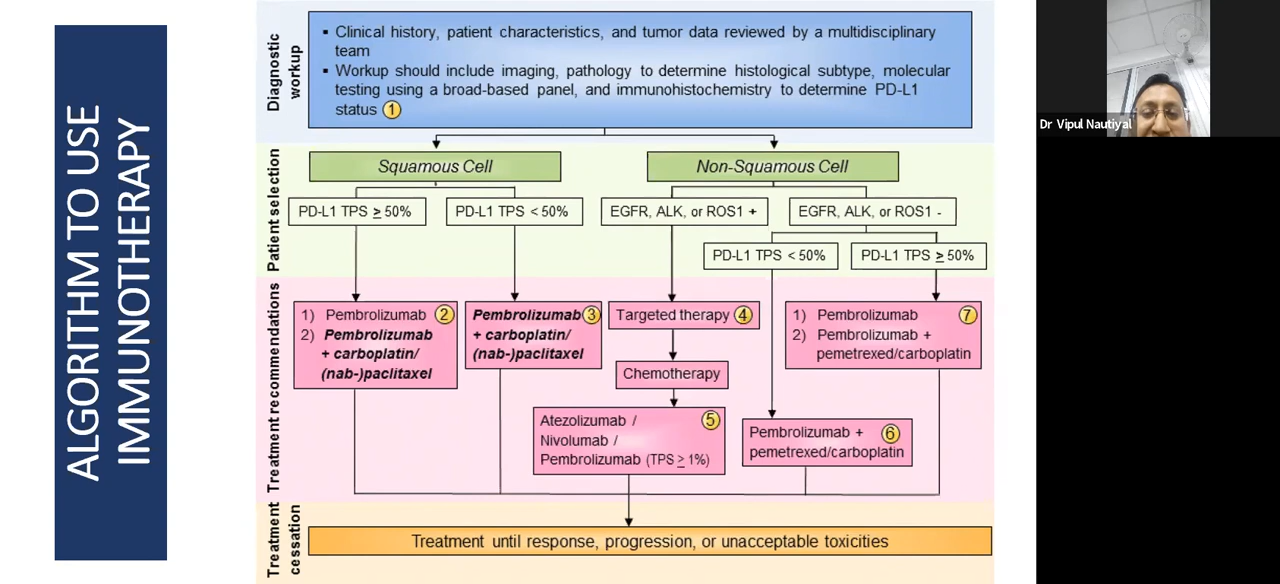 ALGORITHM TO USE
IMMUNOTHERAPY
Diagnostic
workup
▪ Clinical history, patient characteristics, and tumor data reviewed by a multidisciplinary
team
▪ Workup should include imaging, pathology to determine histological subtype, molecular
testing using a broad-based panel, and immunohistochemistry to determine PD-L1
status 1
Dr Vipul Nautiyal
Patient selection
Squamous Cell
Non-Squamous Cell
PD-L1 TPS ≥ 50%
PD-L1 TPS < 50%
EGFR, ALK, or ROS1 +
EGFR, ALK, or ROS1 -
PD-L1 TPS < 50%
PD-L1 TPS ≥ 50%
Treatment recommendations
1) Pembrolizumab 2
2) Pembrolizumab
+ carboplatin/
(nab-)paclitaxel
Pembrolizumab 3
+ carboplatin/
(nab-)paclitaxel
Targeted therapy 4
Chemotherapy
Atezolizumab / 5
Nivolumab /
Pembrolizumab (TPS ≥ 1%)
Pembrolizumab + 6
pemetrexed/carboplatin
1) Pembrolizumab 7
2) Pembrolizumab +
pemetrexed/carboplatin
Treatment
cessation
Treatment until response, progression, or unacceptable toxicities